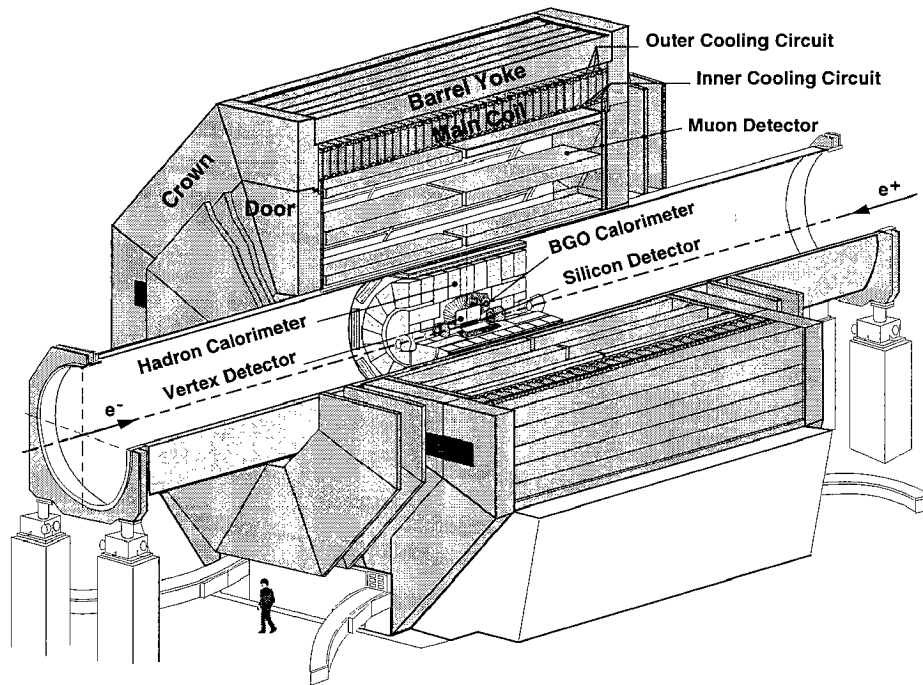 Outer Cooling Circuit
Barrel Yoke
Inner Cooling Circuit
Main Coil
Muon Detector
Crown
Door
e+
BGO Calorimeter
Silicon Detector
Hadron Calorimeter
Vertex Detector
e-